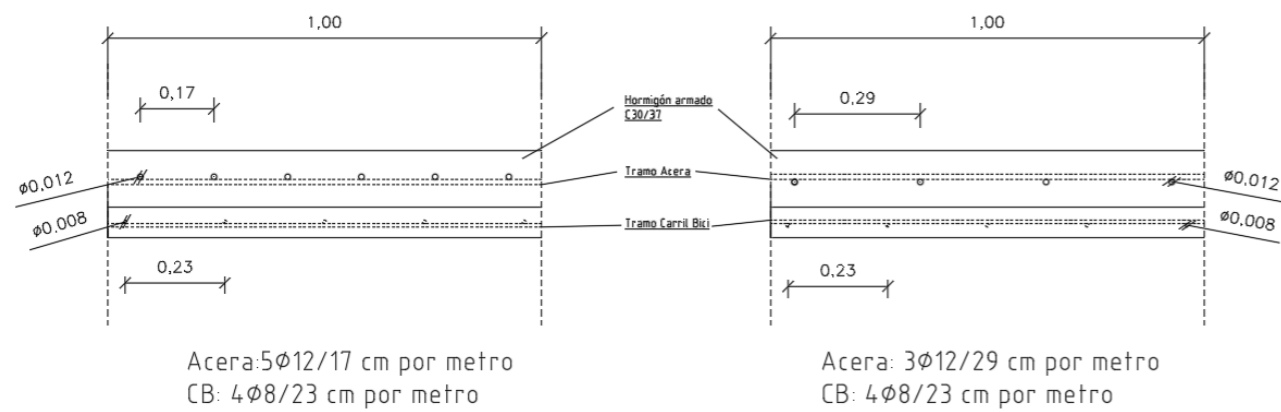 1,00
1,00
0,17
Hormigón armado
C30/37
0,29
Tramo Acera
ø0,012
ø0,012
Tramo Carril Bici
ø0,008
ø0,008
0,23
0,23
Acera:5ø12/17 cm por metro
CB: 4ø8/23 cm por metro
Acera: 3ø12/29 cm por metro
CB: 4ø8/23 cm por metro